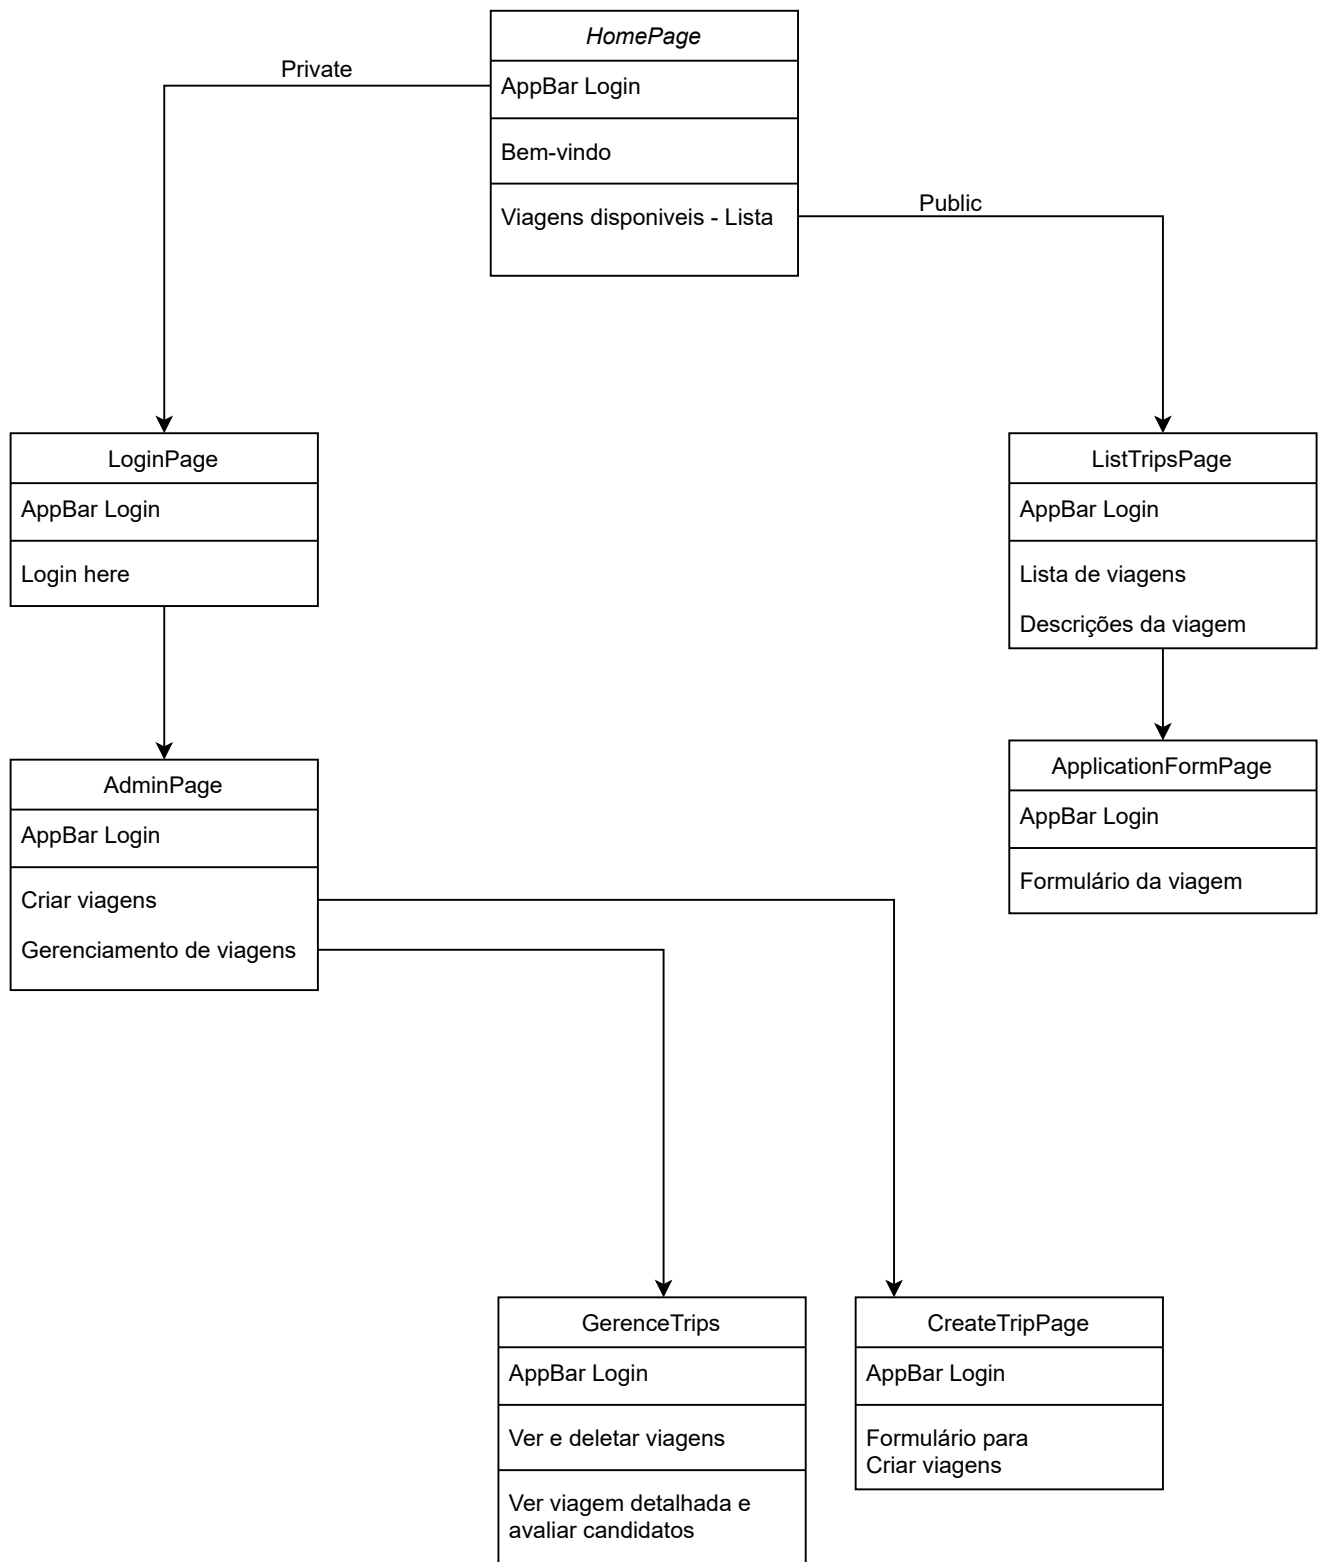 HomePage
Private
AppBar Login
Bem-vindo
Public
Viagens disponiveis - Lista
LoginPage
AppBar Login
Login here
ListTripsPage
AppBar Login
Lista de viagens
Descrições da viagem
AdminPage
AppBar Login
Criar viagens
Gerenciamento de viagens
ApplicationFormPage
AppBar Login
Formulário da viagem
GerenceTrips
AppBar Login
Ver e deletar viagens
Ver viagem detalhada e
avaliar candidatos
CreateTripPage
AppBar Login
Formulário para
Criar viagens